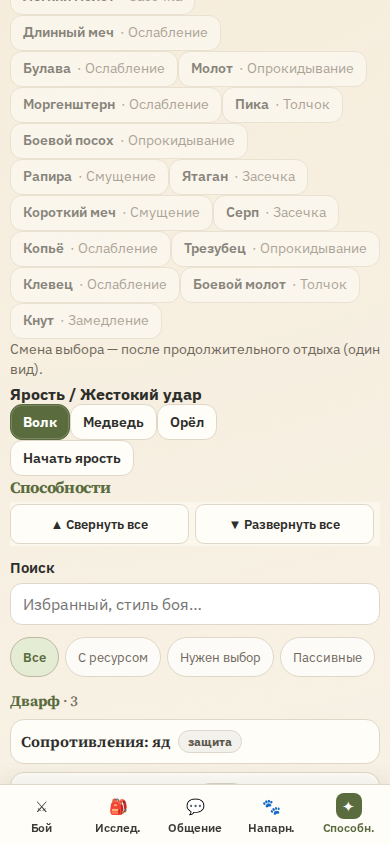 Длинный меч · Ослабление
Булава · Ослабление Молот · Опрокидывание
Моргенштерн · Ослабление Пика · Толчок
Боевой посох · Опрокидывание
Рапира · Смущение Ятаган · Засечка
Короткий меч · Смущение Серп · Засечка
Копьё · Ослабление Трезубец · Опрокидывание
Клевец · Ослабление Боевой молот · Толчок
Кнут · Замедление
Смена выбора — после продолжительного отдыха (один
вид).
Ярость / Жестокий удар
Волк Медведь Орёл
Начать ярость
Способности
▲ Свернуть все ▼ Развернуть все
Поиск
Избранный, стиль боя...
Все С ресурсом Нужен выбор Пассивные
Дварф · 3
Сопротивления: яд защита
Бой Исслед. Общение Напарн. Способн.